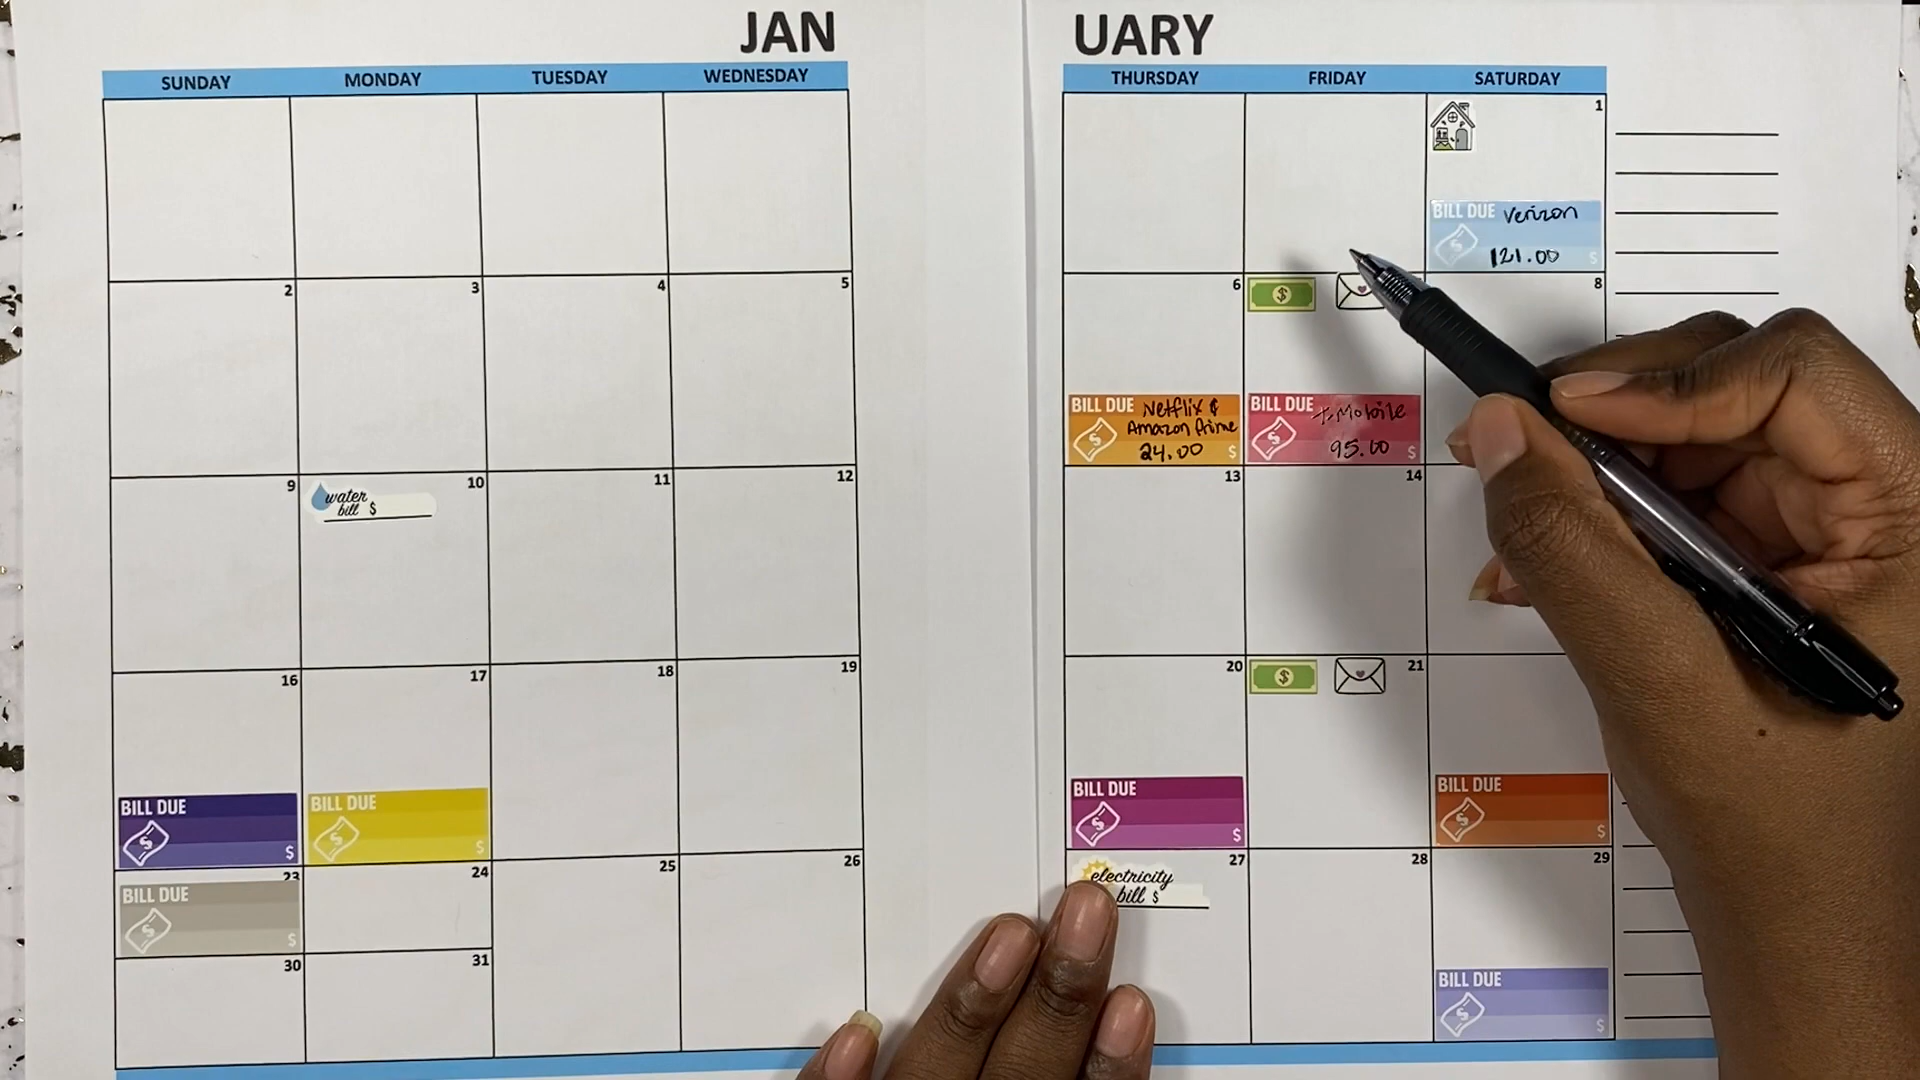 JAN UARY
SUNDAY MONDAY TUESDAY WEDNESDAY THURSDAY FRIDAY SATURDAY
1
BILL DUE Verizon
$ 121.00 $
2 3 4 5 6 8
$
BILL DUE Netflix &
Amazon Prime
$ 24.00 $
BILL DUE T-Mobile
$ 95.00 $
9 10 11 12 13 14
water
bill $
16 17 18 19 20 21
$
BILL DUE
$ $
BILL DUE
$ $
BILL DUE
$ $
BILL DUE
$ $
23 24 25 26 27 28 29
BILL DUE
$ $
electricity
bill $
BILL DUE
$ $
30 31